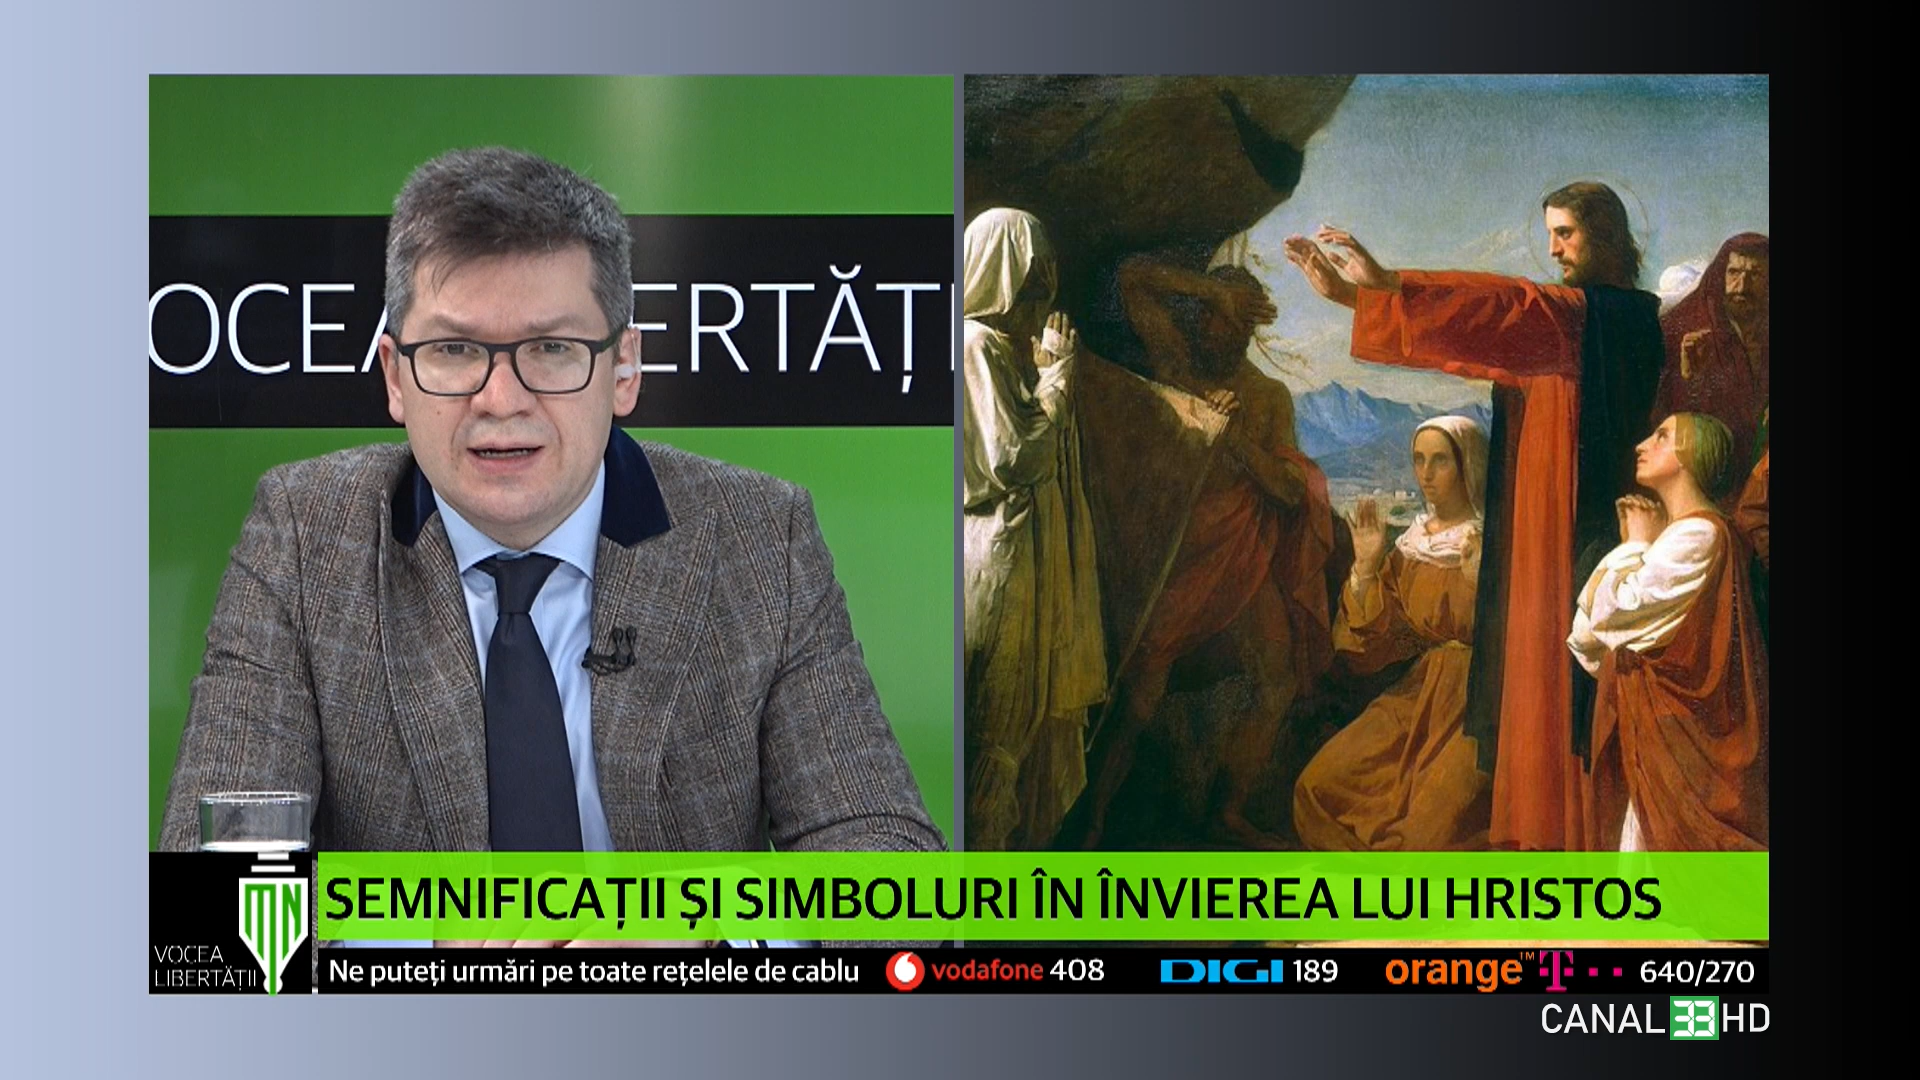 OCEA ERTĂȚI
MN
SEMNIFICAȚII ȘI SIMBOLURI ÎN ÎNVIEREA LUI HRISTOS
VOCEA
LIBERTĂȚII
Ne puteți urmări pe toate rețelele de cablu vodafone 408 DIGI 189 orange™ T 640/270
CANAL 33 HD